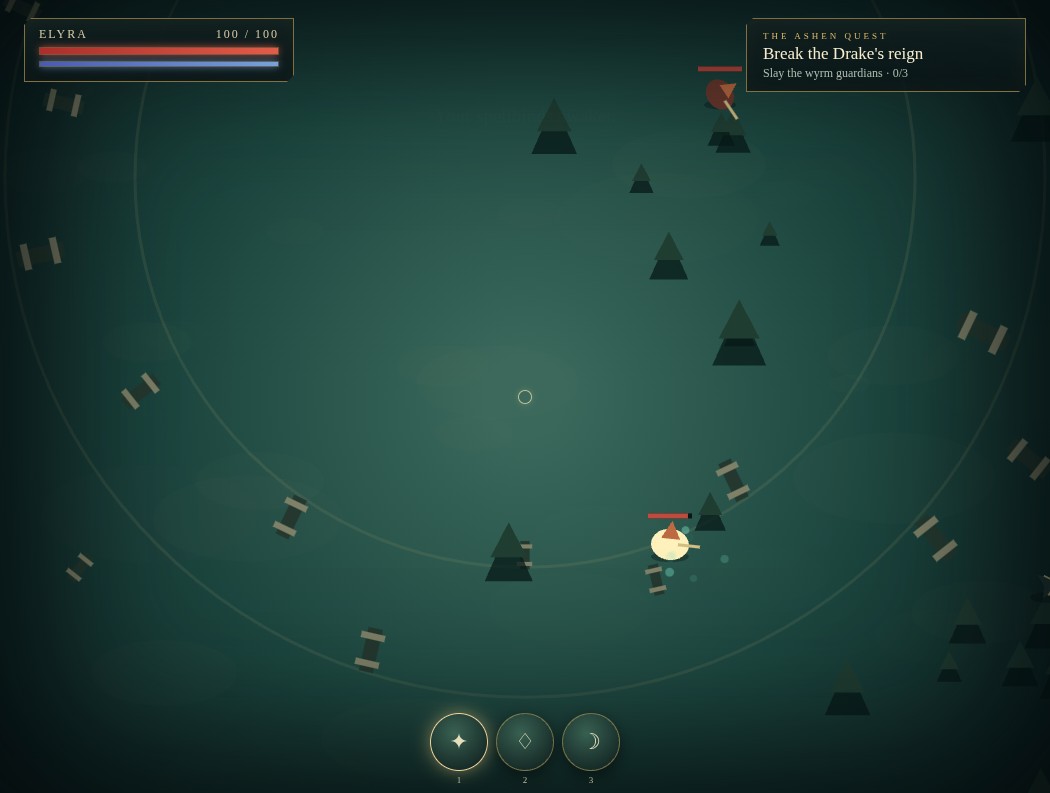 ELYRA 100 / 100
THE ASHEN QUEST
Break the Drake's reign
Slay the wyrm guardians · 0/3
1 2 3